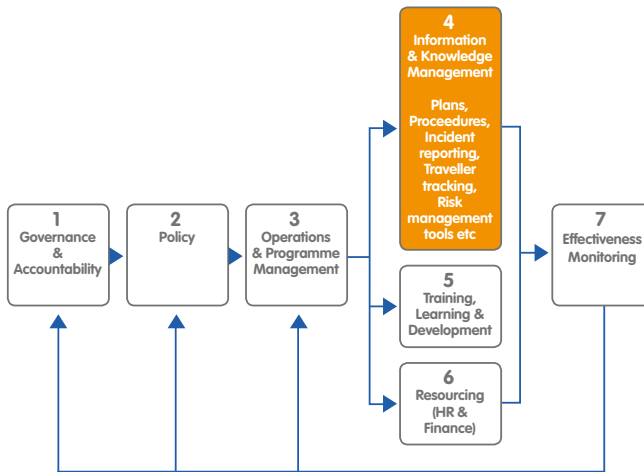 1
Governance
&
Accountability
2
Policy
3
Operations
& Programme
Management
4
Information
& Knowledge
Management
Plans,
Proceedures,
Incident
reporting,
Traveller
tracking,
Risk
management
tools etc
5
Training,
Learning &
Development
6
Resourcing
(HR &
Finance)
7
Effectiveness
Monitoring